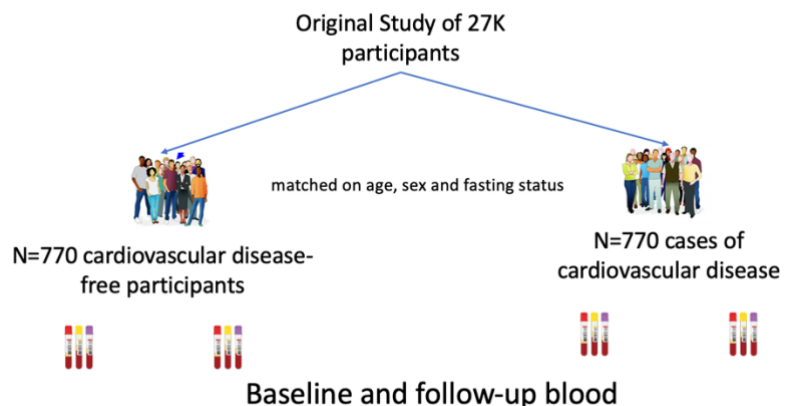 Original Study of 27K
participants
matched on age, sex and fasting status
N=770 cardiovascular disease-
free participants
N=770 cases of
cardiovascular disease
Baseline and follow-up blood